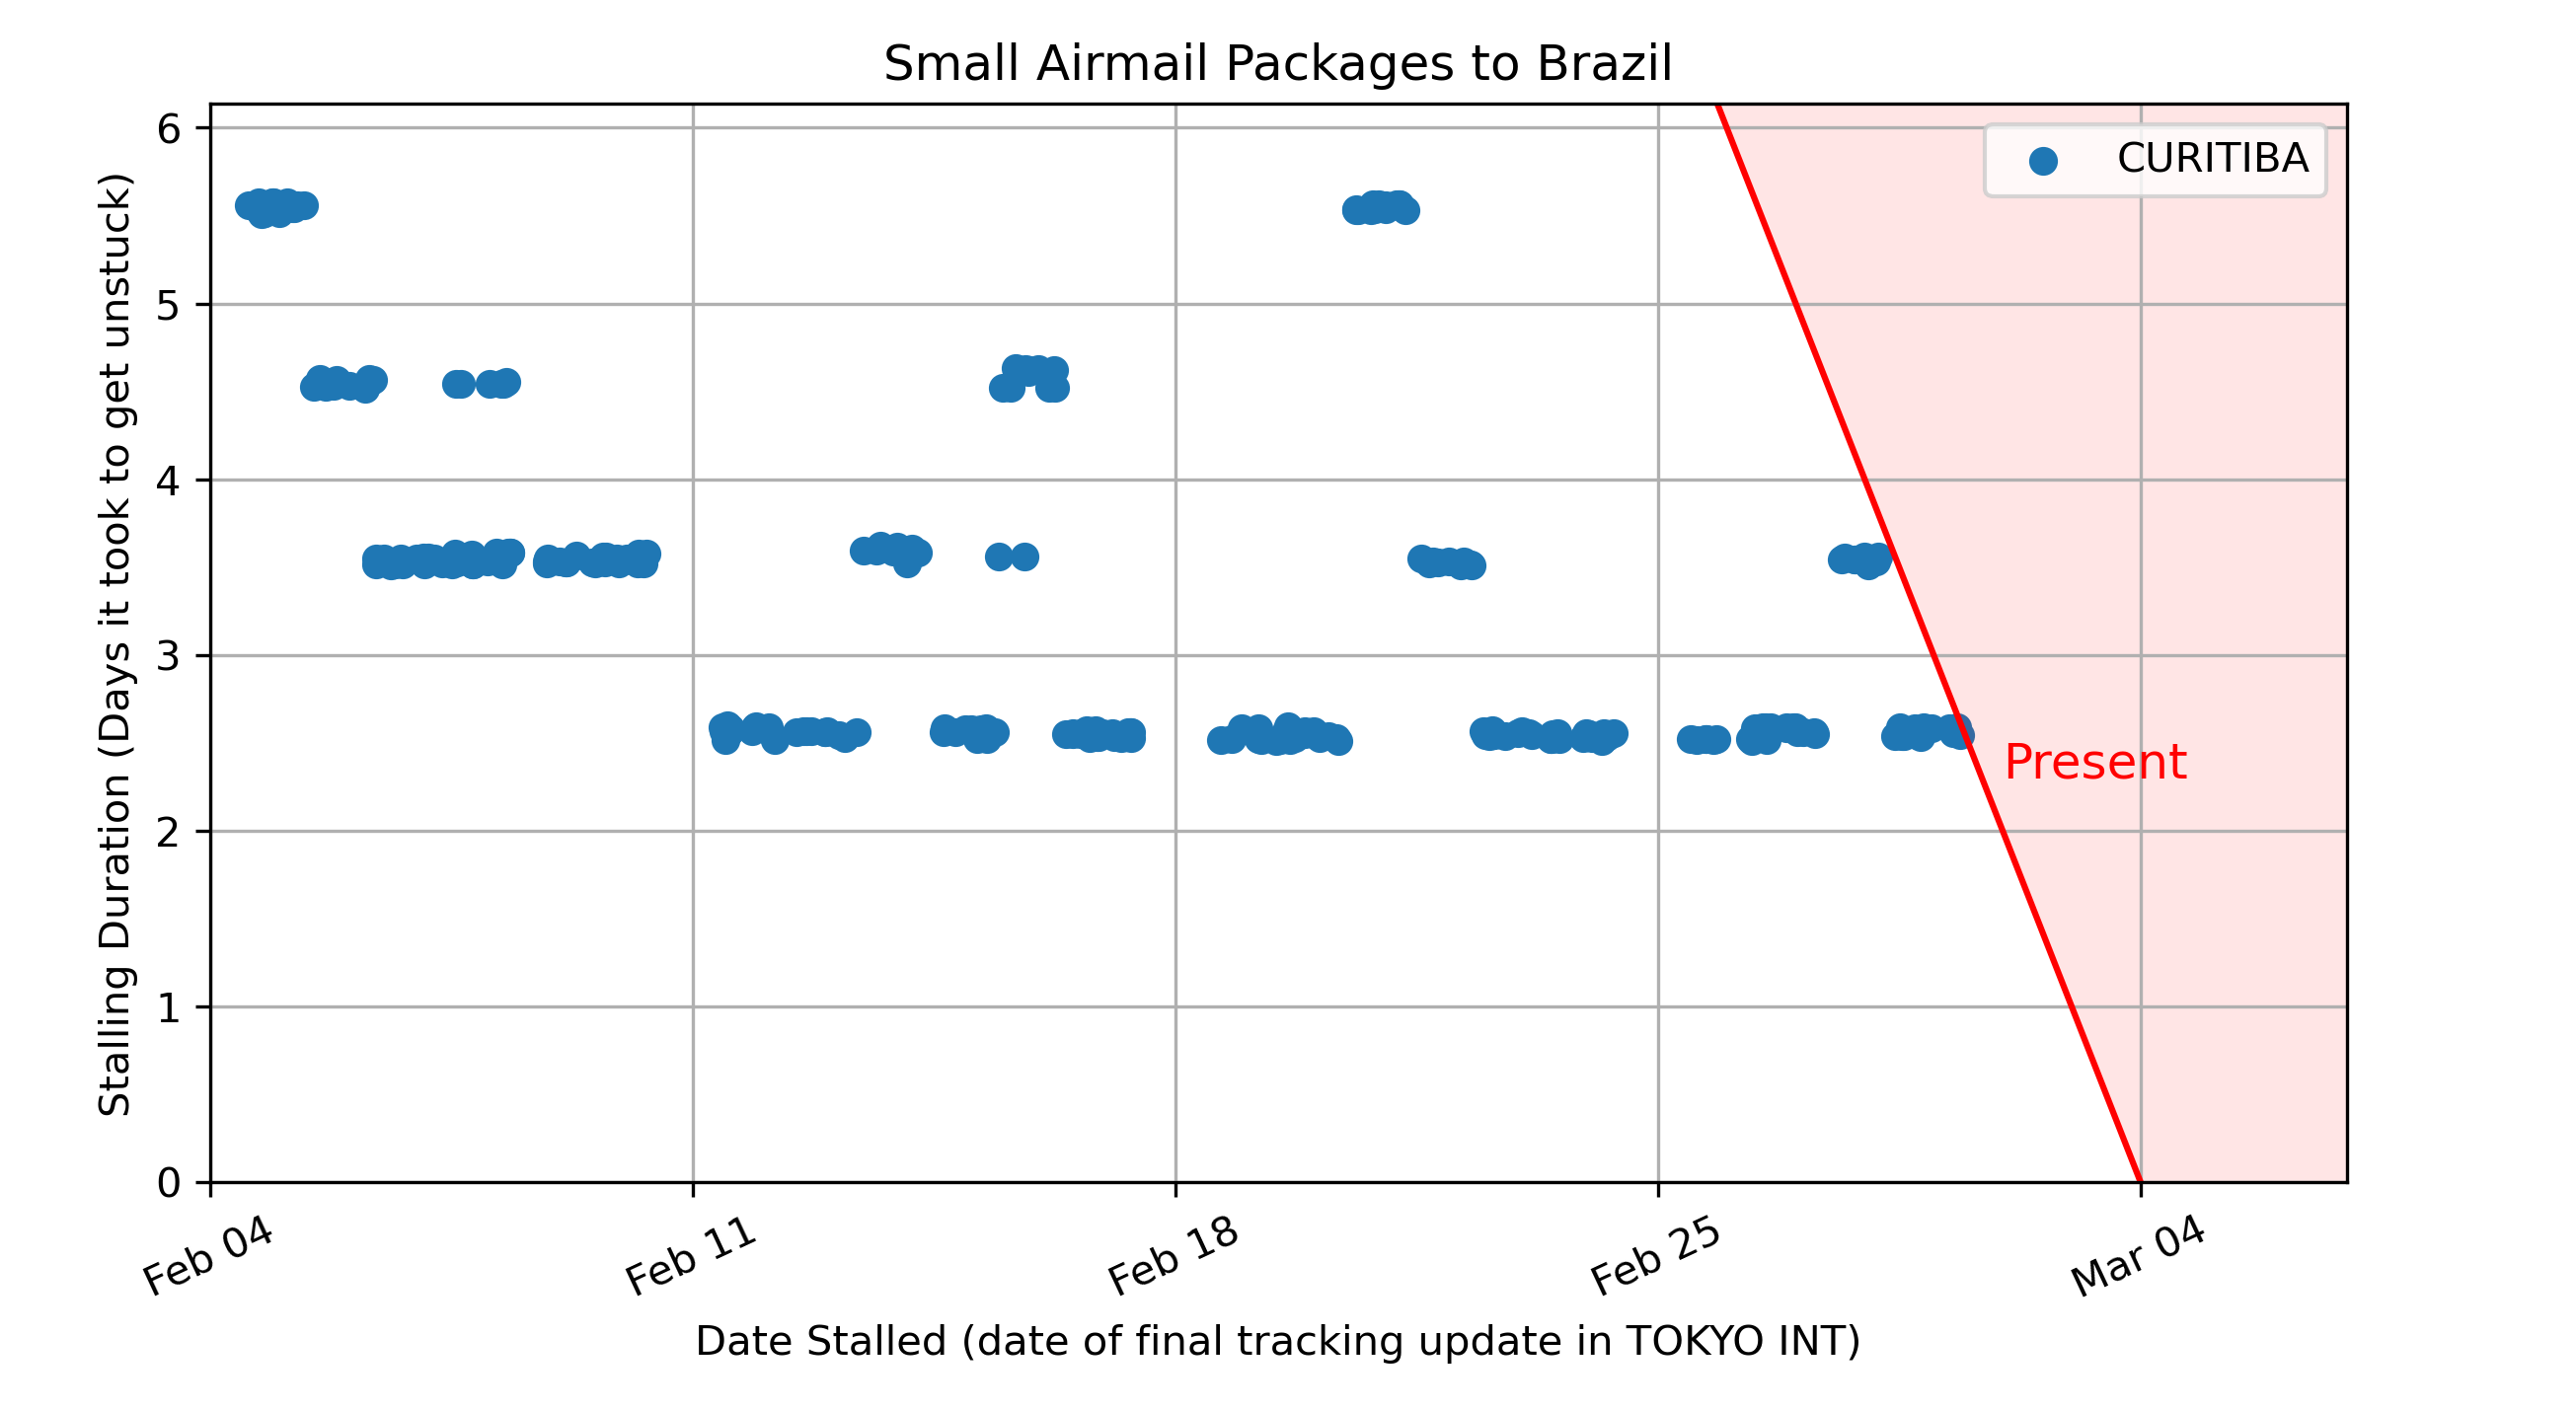 Small Airmail Packages to Brazil
Stalling Duration (Days it took to get unstuck)
6
5
4
3
2
1
0
CURITIBA
Present
Feb 04
Feb 11
Feb 18
Feb 25
Mar 04
Date Stalled (date of final tracking update in TOKYO INT)